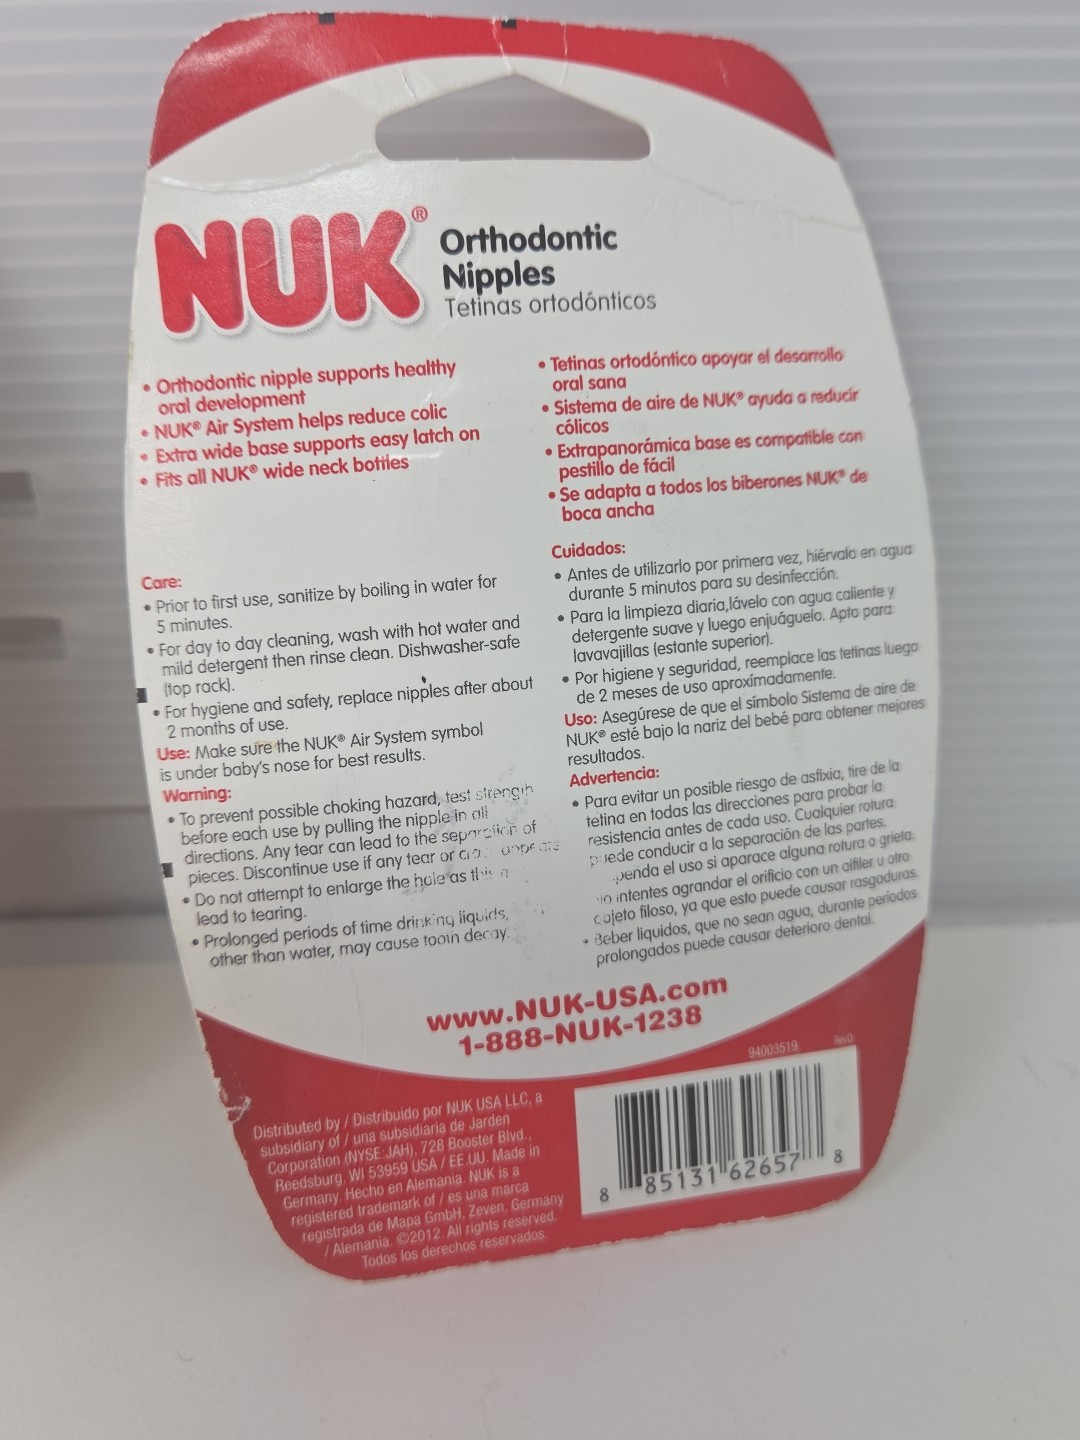 NUK®
Orthodontic
Nipples
Tetinas ortodónticos
• Orthodontic nipple supports healthy
oral development
• NUK® Air System helps reduce colic
• Extra wide base supports easy latch on
• Fits all NUK® wide neck bottles
• Tetinas ortodóntico apoyar el desarrollo
oral sana
• Sistema de aire de NUK® ayuda a reducir
cólicos
• Extrapanorámica base es compatible con
pestillo de fácil
• Se adapta a todos los biberones NUK® de
boca ancha
Care:
• Prior to first use, sanitize by boiling in water for
5 minutes.
• For day to day cleaning, wash with hot water and
mild detergent then rinse clean. Dishwasher-safe
(top rack).
• For hygiene and safety, replace nipples after about
2 months of use.
Use: Make sure the NUK® Air System symbol
is under baby's nose for best results.
Warning:
• To prevent possible choking hazard, test strength
before each use by pulling the nipple in all
directions. Any tear can lead to the separation of
pieces. Discontinue use if any tear or
• Do not attempt to enlarge the hole as this
lead to tearing.
• Prolonged periods of time drinking liquids,
other than water, may cause tooth decay.
Cuidados:
• Antes de utilizarlo por primera vez, hiérvalo en agua
durante 5 minutos para su desinfección.
• Para la limpieza diaria,lávelo con agua caliente y
detergente suave y luego enjuáguelo. Apto para
lavavajillas (estante superior).
• Por higiene y seguridad, reemplace las tetinas luego
de 2 meses de uso aproximadamente.
Uso: Asegúrese de que el símbolo Sistema de aire de
NUK® esté bajo la nariz del bebé para obtener mejores
resultados.
Advertencia:
• Para evitar un posible riesgo de asfixia, tire de la
tetina en todas las direcciones para probar la
resistencia antes de cada uso. Cualquier rotura
puede conducir a la separación de las partes.
el uso si aparace alguna rotura o grieta.
intentes agrandar el orificio con un alfiler u otro
objeto filoso, ya que esto puede causar rasgaduras.
• Beber liquidos, que no sean agua, durante períodos
prolongados puede causar deterioro dental.
www.NUK-USA.com
1-888-NUK-1238
94003519 RevD
Distributed by / Distribuido por NUK USA LLC, a
subsidiary of / una subsidiaria de Jarden
Corporation (NYSE:JAH), 728 Booster Blvd.,
Reedsburg, WI 53959 USA / EE.UU. Made in
Germany. Hecho en Alemania. NUK is a
registered trademark of / es una marca
registrada de Mapa GmbH, Zeven, Germany
/ Alemania. ©2012. All rights reserved.
Todos los derechos reservados.
8 85131 62657 8